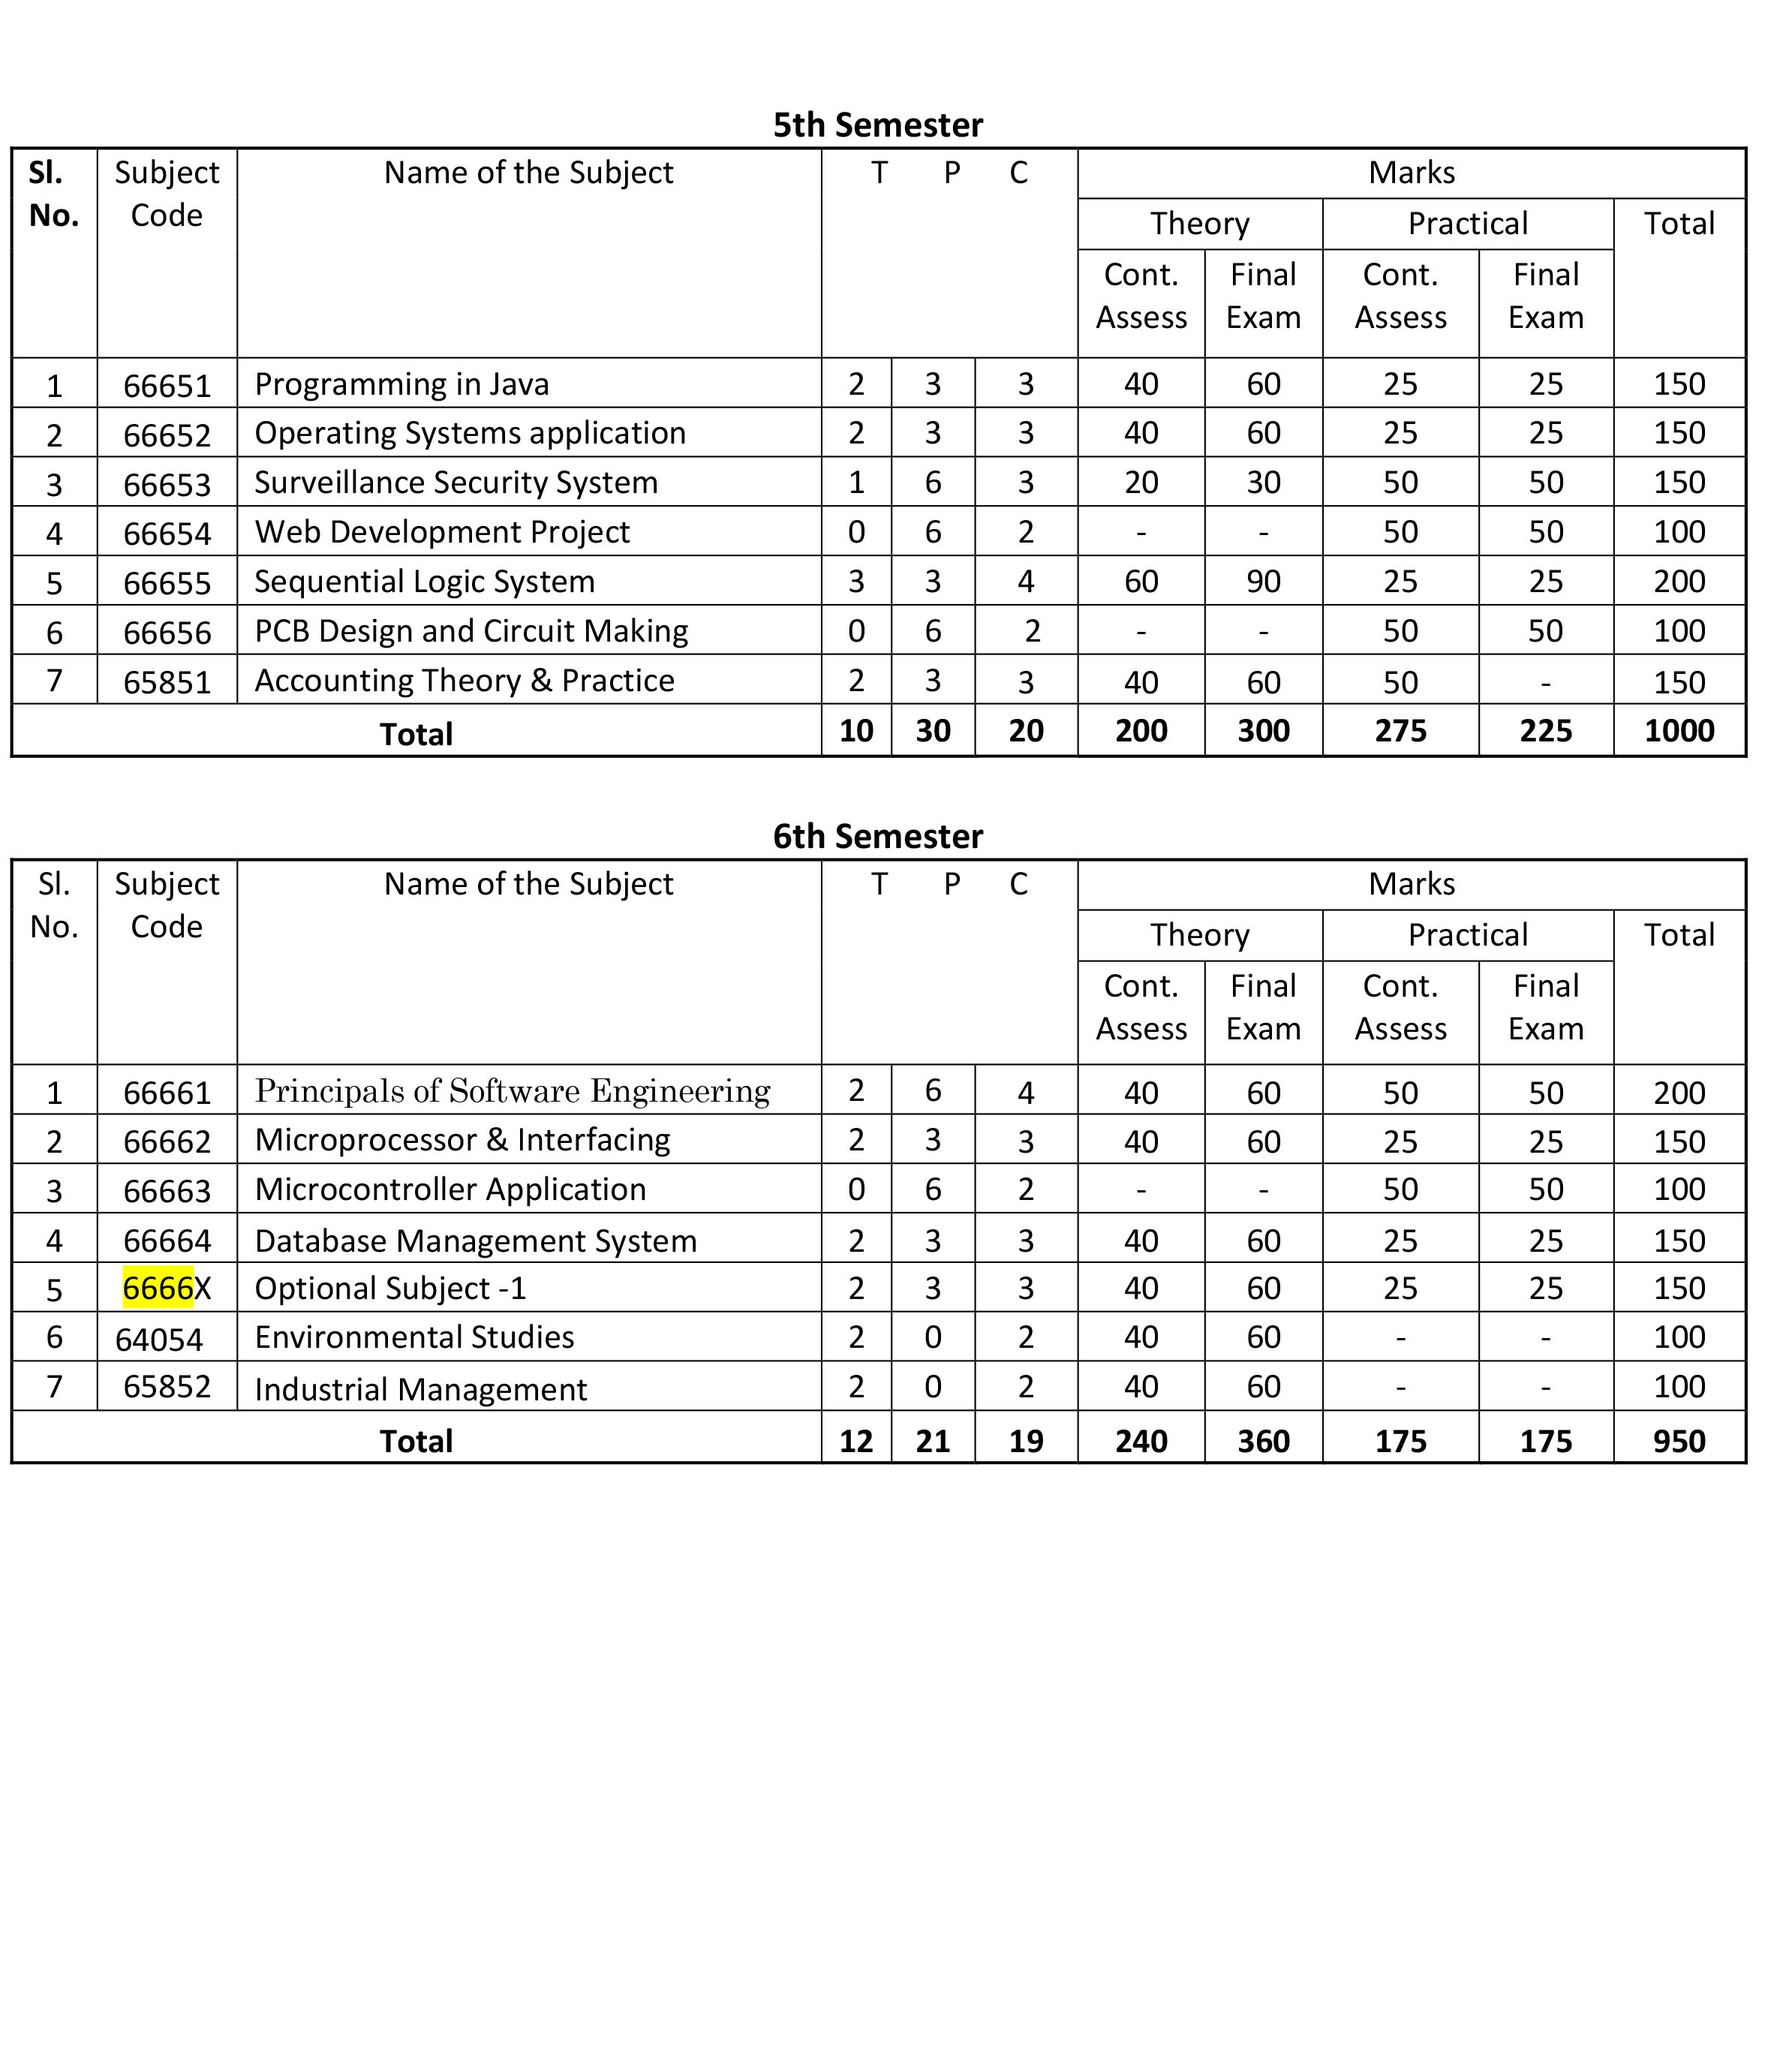 5th Semester
Sl. No. Subject Code Name of the Subject T P C Marks
Theory Practical Total
Cont. Assess Final Exam Cont. Assess Final Exam
1 66651 Programming in Java 2 3 3 40 60 25 25 150
2 66652 Operating Systems application 2 3 3 40 60 25 25 150
3 66653 Surveillance Security System 1 6 3 20 30 50 50 150
4 66654 Web Development Project 0 6 2 - - 50 50 100
5 66655 Sequential Logic System 3 3 4 60 90 25 25 200
6 66656 PCB Design and Circuit Making 0 6 2 - - 50 50 100
7 65851 Accounting Theory & Practice 2 3 3 40 60 50 - 150
Total 10 30 20 200 300 275 225 1000
6th Semester
Sl. No. Subject Code Name of the Subject T P C Marks
Theory Practical Total
Cont. Assess Final Exam Cont. Assess Final Exam
1 66661 Principals of Software Engineering 2 6 4 40 60 50 50 200
2 66662 Microprocessor & Interfacing 2 3 3 40 60 25 25 150
3 66663 Microcontroller Application 0 6 2 - - 50 50 100
4 66664 Database Management System 2 3 3 40 60 25 25 150
5 6666X Optional Subject -1 2 3 3 40 60 25 25 150
6 64054 Environmental Studies 2 0 2 40 60 - - 100
7 65852 Industrial Management 2 0 2 40 60 - - 100
Total 12 21 19 240 360 175 175 950